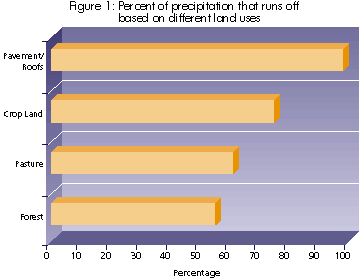 Figure 1: Percent of precipitation that runs off
based on different land uses
Pavement/
Roofs
Crop Land
Pasture
Forest
0 10 20 30 40 50 60 70 80 90 100
Percentage